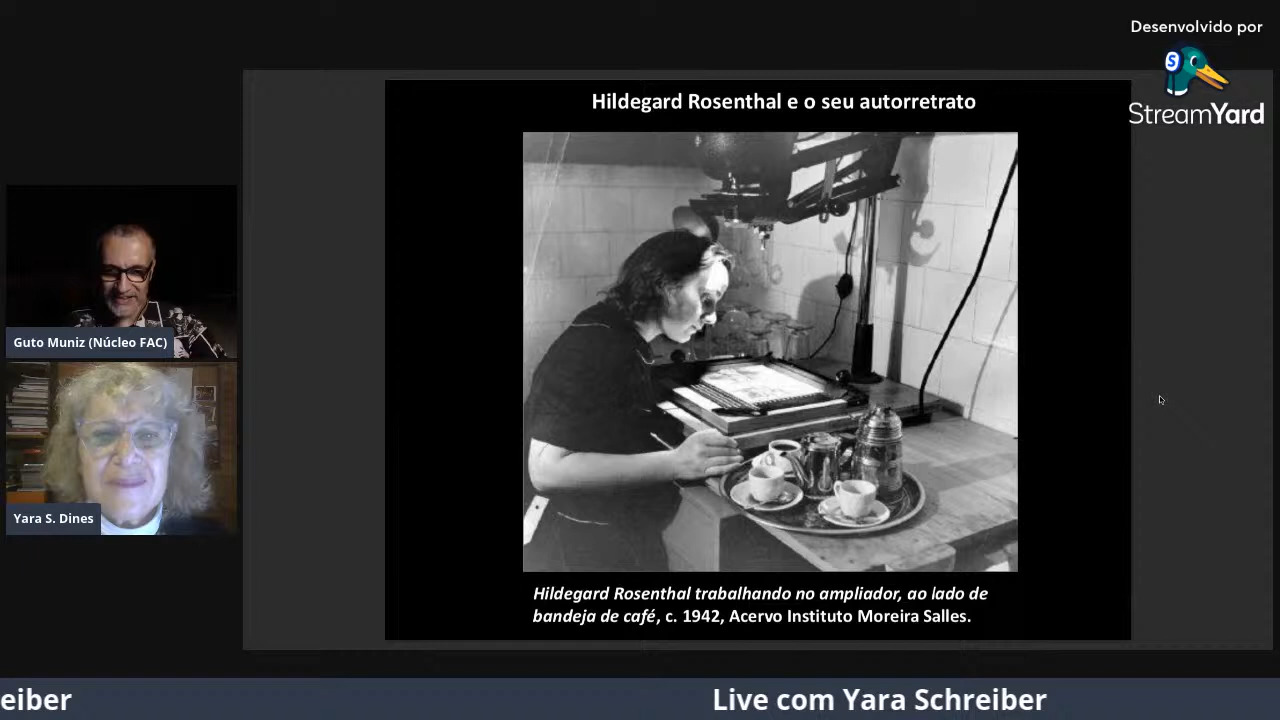 Desenvolvido por
StreamYard
Hildegard Rosenthal e o seu autorretrato
Guto Muniz (Núcleo FAC)
Yara S. Dines
Hildegard Rosenthal trabalhando no ampliador, ao lado de
bandeja de café, c. 1942, Acervo Instituto Moreira Salles.
eiber
Live com Yara Schreiber